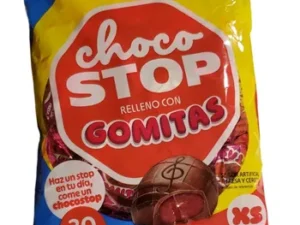 choco
STOP
RELLENO CON
GOMITAS
Haz un stop
en tu día,
come un
chocostop
XS